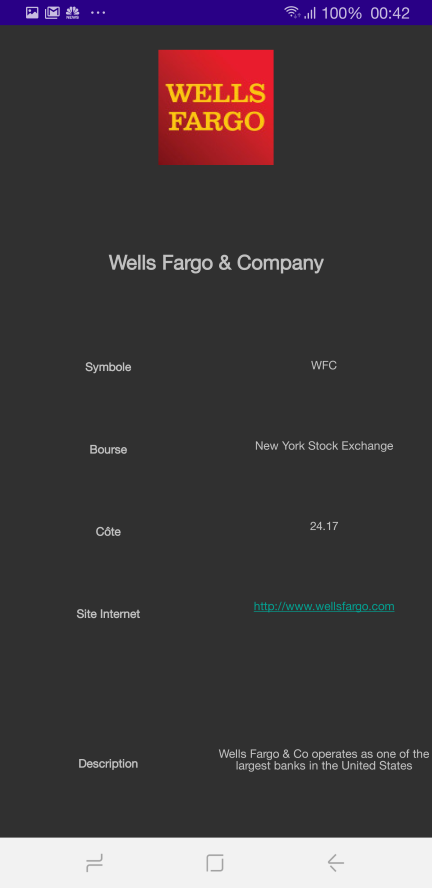 NEWS
100% 00:42
WELLS
FARGO
Wells Fargo & Company
Symbole WFC
Bourse New York Stock Exchange
Côte 24.17
Site Internet http://www.wellsfargo.com
Description Wells Fargo & Co operates as one of the
largest banks in the United States